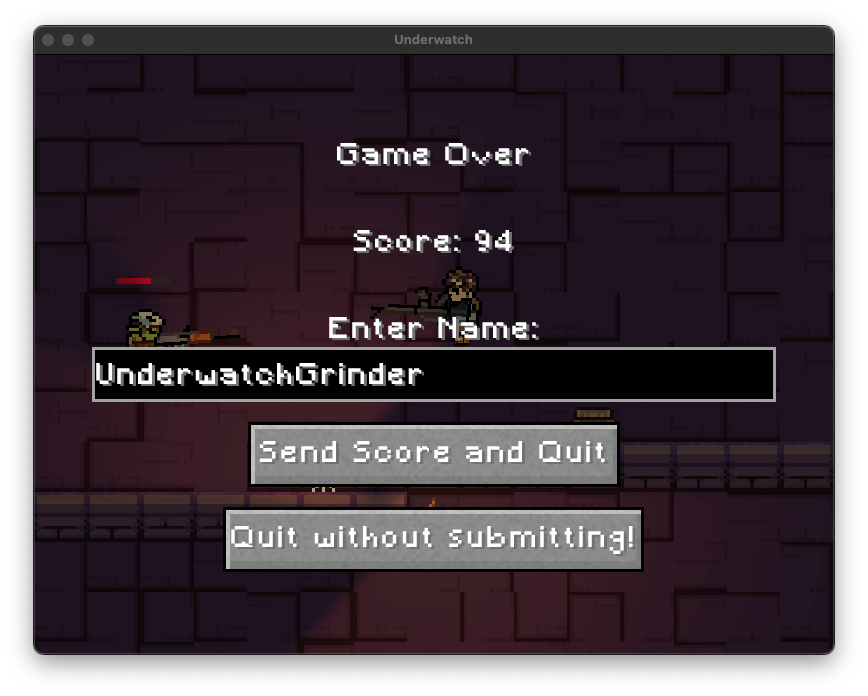 Underwatch
Game Over
Score: 94
Enter Name:
UnderwatchGrinder
Send Score and Quit
Quit without submitting!